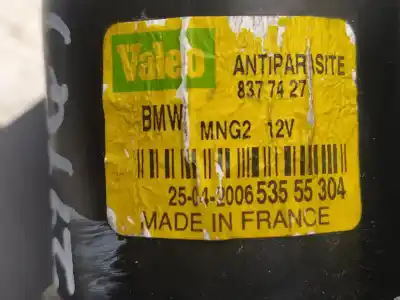 Valeo ANTIPARASITE
837 74 27
BMW MNG2 12V
25-04-2006 535 55 304
MADE IN FRANCE